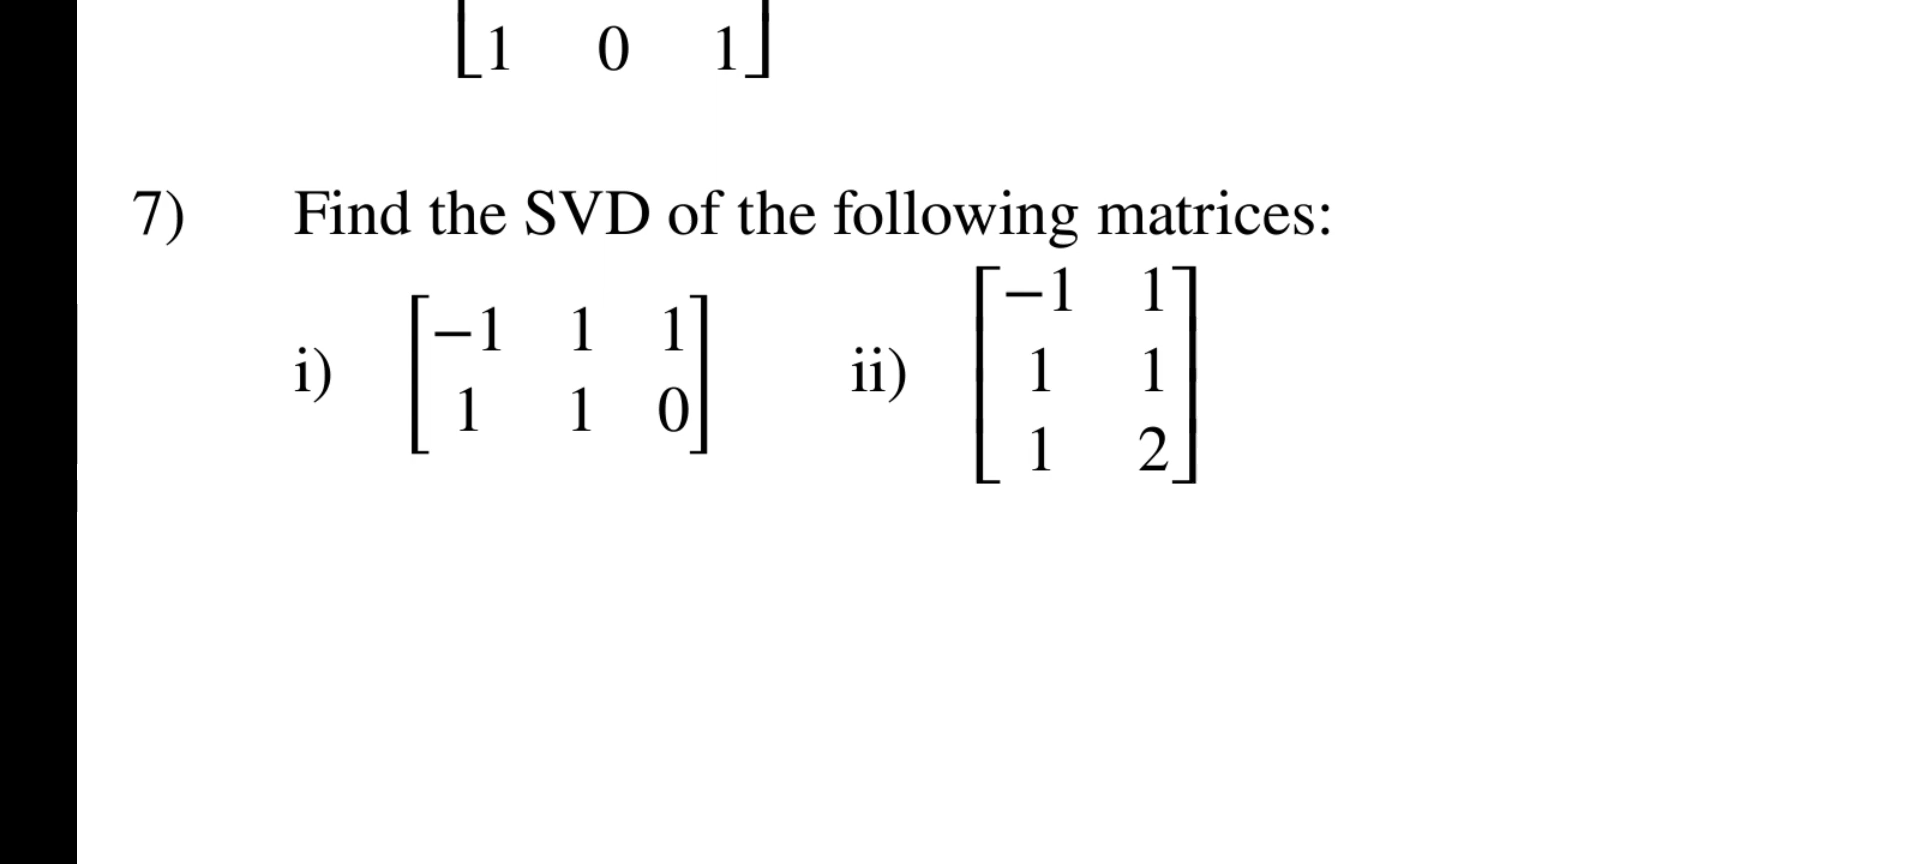 [1 0 1]
7) Find the SVD of the following matrices:
i) [−1 1 1
1 1 0]
ii) [−1 1
1 1
1 2]